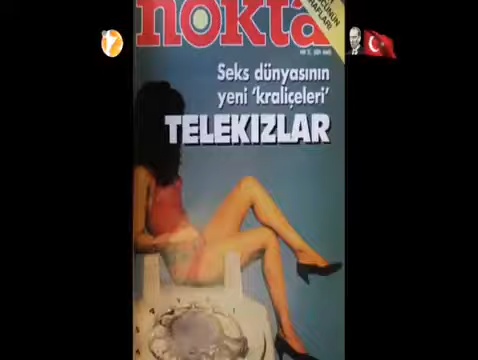 nokta
Seks dünyasının
yeni 'kraliçeleri'
TELEKIZLAR